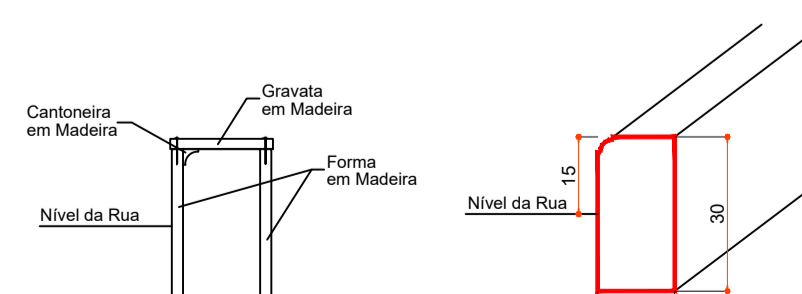 Gravata
em Madeira
Cantoneira
em Madeira
Forma
em Madeira
Nível da Rua
15
Nível da Rua
30